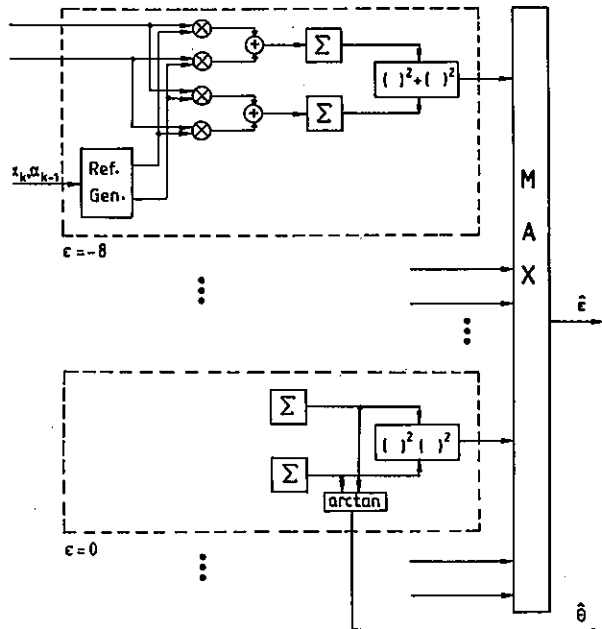 Σ
( )² + ( )²
Σ
x_k, α_{k-1}
Ref.
Gen.
ε = -8
M
A
X
ε̂
Σ
( )² ( )²
Σ
arctan
ε = 0
θ̂